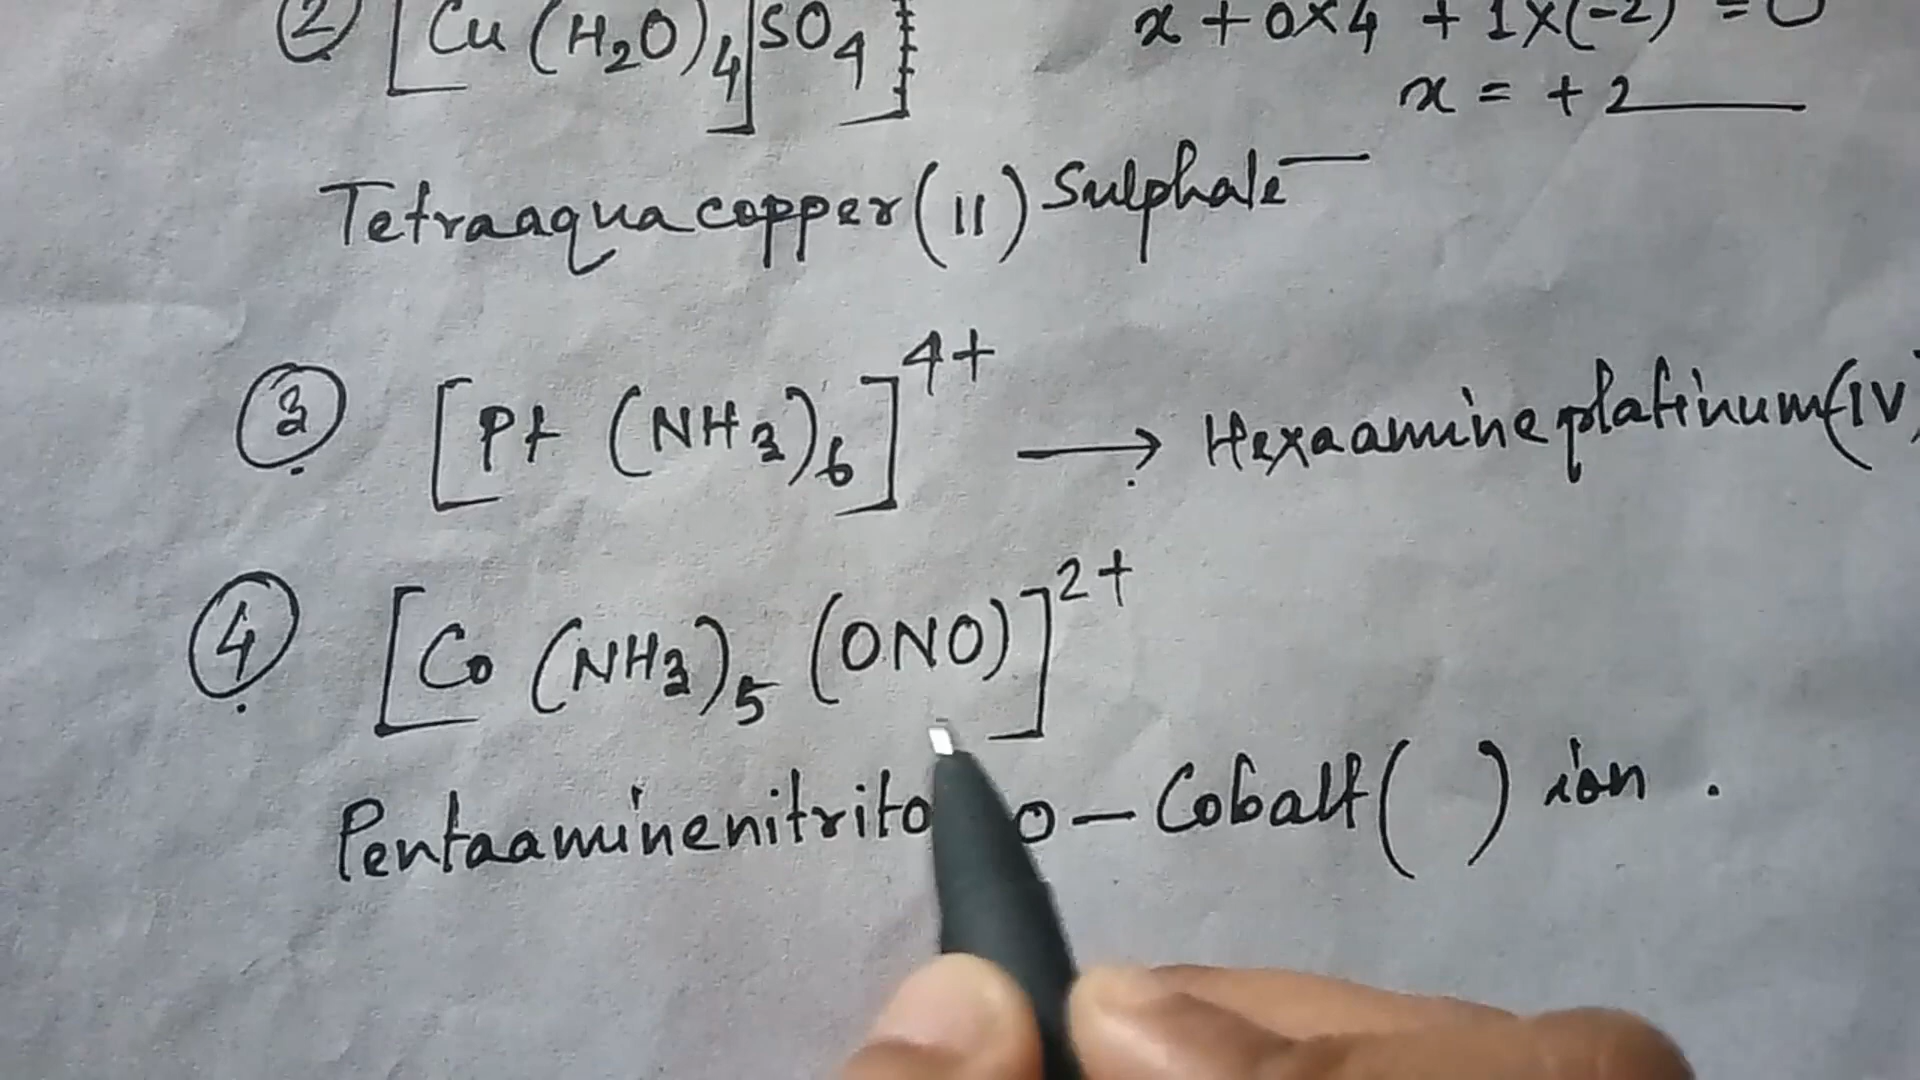 ② [Cu(H₂O)₄]SO₄] x + 0×4 + 1×(-2) = 0
x = +2
Tetraaquacopper(II) Sulphate
③ [Pt (NH₃)₆]⁴⁺ → Hexaamineplatinum(IV)
④ [Co (NH₃)₅ (ONO)]²⁺
Pentaaminenitrito O – Cobalt( ) ion .